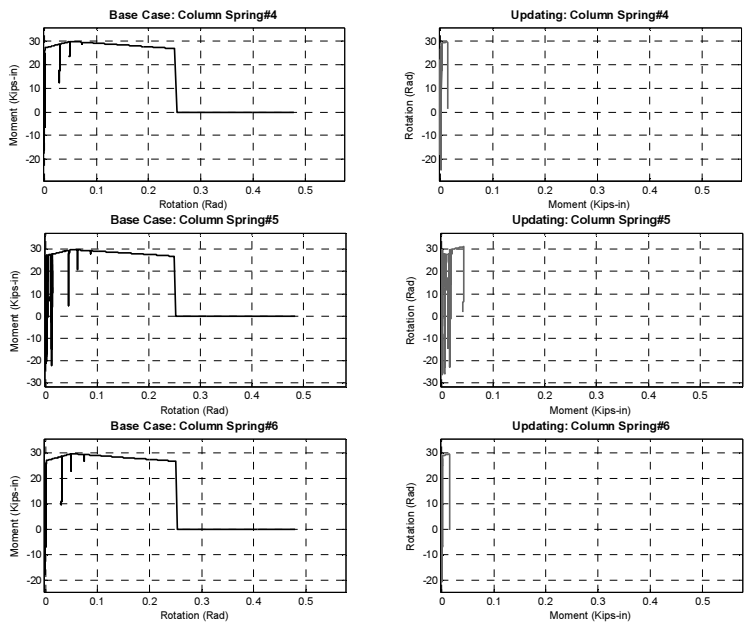 Base Case: Column Spring#4
30
20
10
0
-10
-20
Moment (Kips-in)
0 0.1 0.2 0.3 0.4 0.5
Rotation (Rad)
Updating: Column Spring#4
30
20
10
0
-10
-20
Rotation (Rad)
0 0.1 0.2 0.3 0.4 0.5
Moment (Kips-in)
Base Case: Column Spring#5
30
20
10
0
-10
-20
-30
Moment (Kips-in)
0 0.1 0.2 0.3 0.4 0.5
Rotation (Rad)
Updating: Column Spring#5
30
20
10
0
-10
-20
-30
Rotation (Rad)
0 0.1 0.2 0.3 0.4 0.5
Moment (Kips-in)
Base Case: Column Spring#6
30
20
10
0
-10
-20
Moment (Kips-in)
0 0.1 0.2 0.3 0.4 0.5
Rotation (Rad)
Updating: Column Spring#6
30
20
10
0
-10
-20
Rotation (Rad)
0 0.1 0.2 0.3 0.4 0.5
Moment (Kips-in)